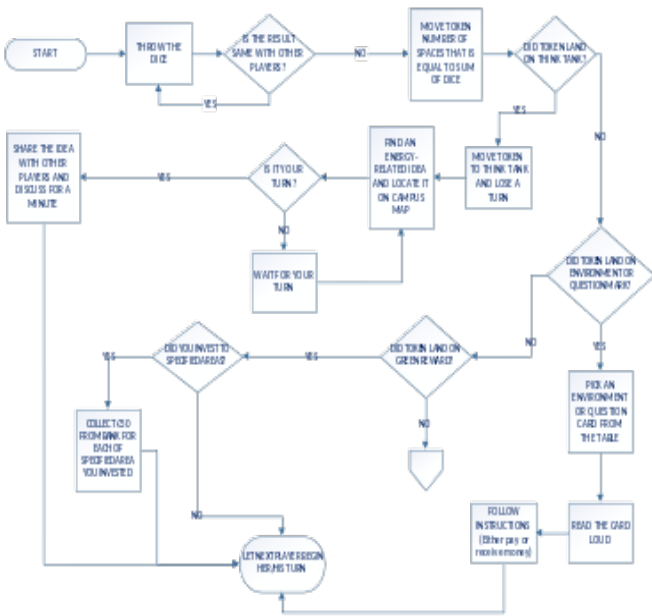 START
THROW THE
DICE
IS THE RESULT
SAME WITH OTHER
PLAYERS?
NO
YES
MOVE TOKEN
NUMBER OF
SPACES THAT IS
EQUAL TO SUM
OF DICE
DID TOKEN LAND
ON THINK TANK?
YES
NO
MOVE TOKEN
TO THINK TANK
AND LOSE A
TURN
FIND AN
ENERGY-
RELATED IDEA
AND LOCATE IT
ON CAMPUS
MAP
IS IT YOUR
TURN?
YES
NO
SHARE THE IDEA
WITH OTHER
PLAYERS AND
DISCUSS FOR A
MINUTE
WAIT FOR YOUR
TURN
DID TOKEN LAND ON
ENVIRONMENT OR
QUESTION MARK?
NO
YES
DID TOKEN LAND ON
GREEN REWARD?
YES
NO
DID YOU INVEST TO
SPECIFIED AREAS?
YES
NO
COLLECT
FROM BANK FOR
EACH OF
SPECIFIED AREA
YOU INVESTED
PICK AN
ENVIRONMENT
OR QUESTION
CARD FROM
THE TABLE
READ THE CARD
LOUD
FOLLOW
INSTRUCTIONS
(Either pay or
receive money)
LET NEXT PLAYER BEGIN
HER/HIS TURN